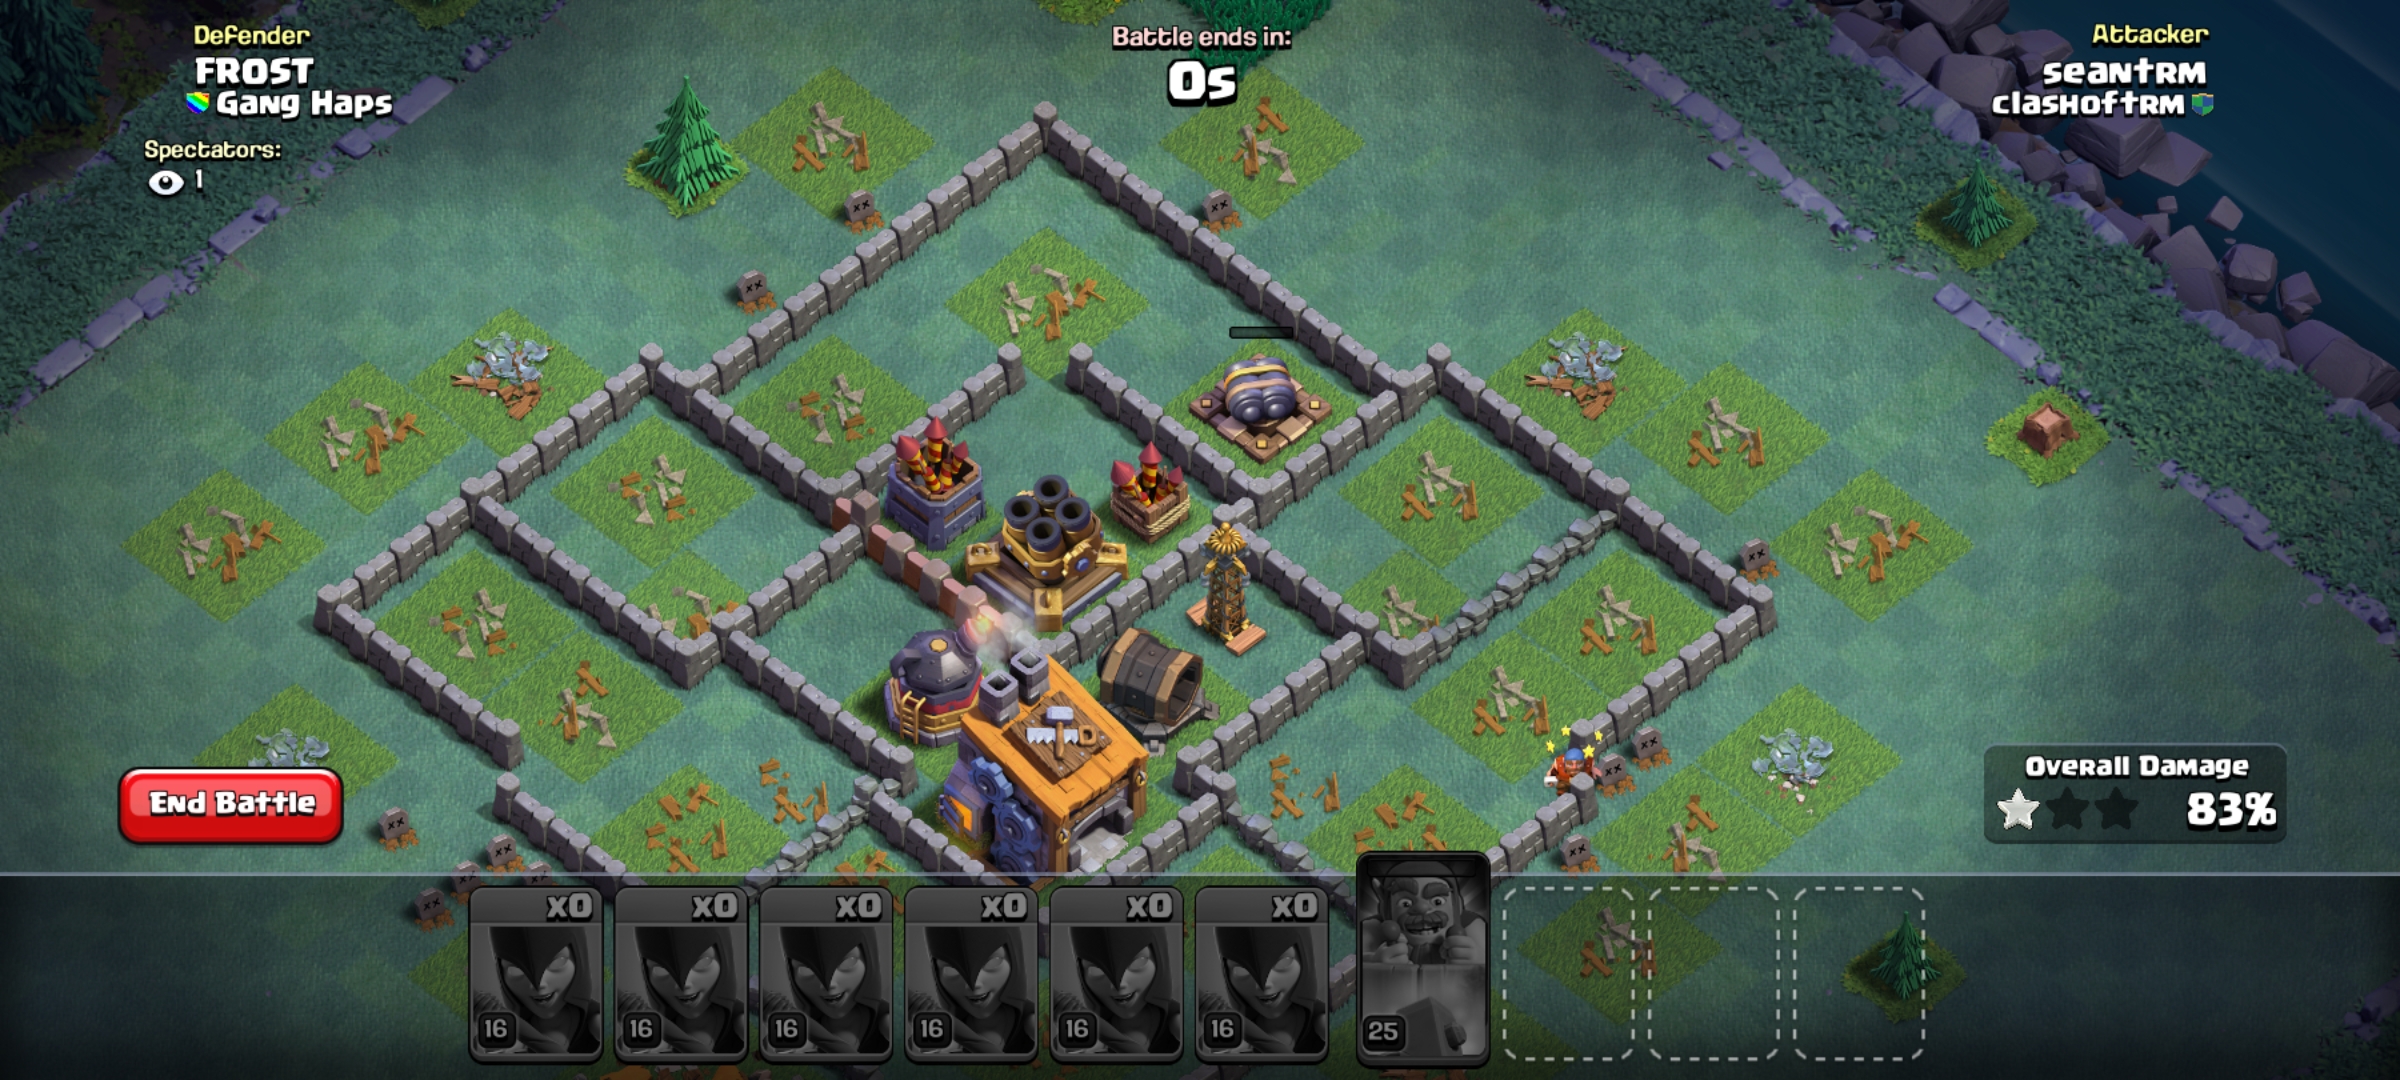 Defender
FROST
Gang Haps
Spectators:
1
Battle ends in:
0s
Attacker
seantRM
clashoftRM
End Battle
Overall Damage
83%
x0
x0
x0
x0
x0
x0
16
16
16
16
16
16
25